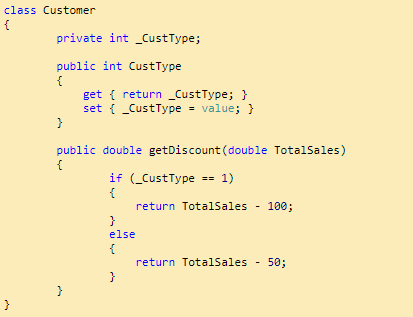 class Customer
{
private int _CustType;
public int CustType
{
get { return _CustType; }
set { _CustType = value; }
}
public double getDiscount(double TotalSales)
{
if (_CustType == 1)
{
return TotalSales - 100;
}
else
{
return TotalSales - 50;
}
}
}